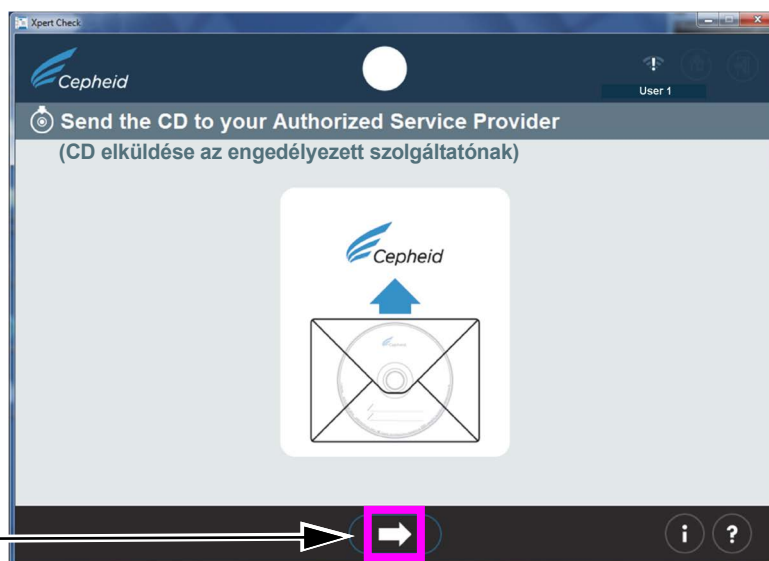 Xpert Check
Cepheid
User 1
Send the CD to your Authorized Service Provider
(CD elküldése az engedélyezett szolgáltatónak)
Cepheid
Cepheid
i ?